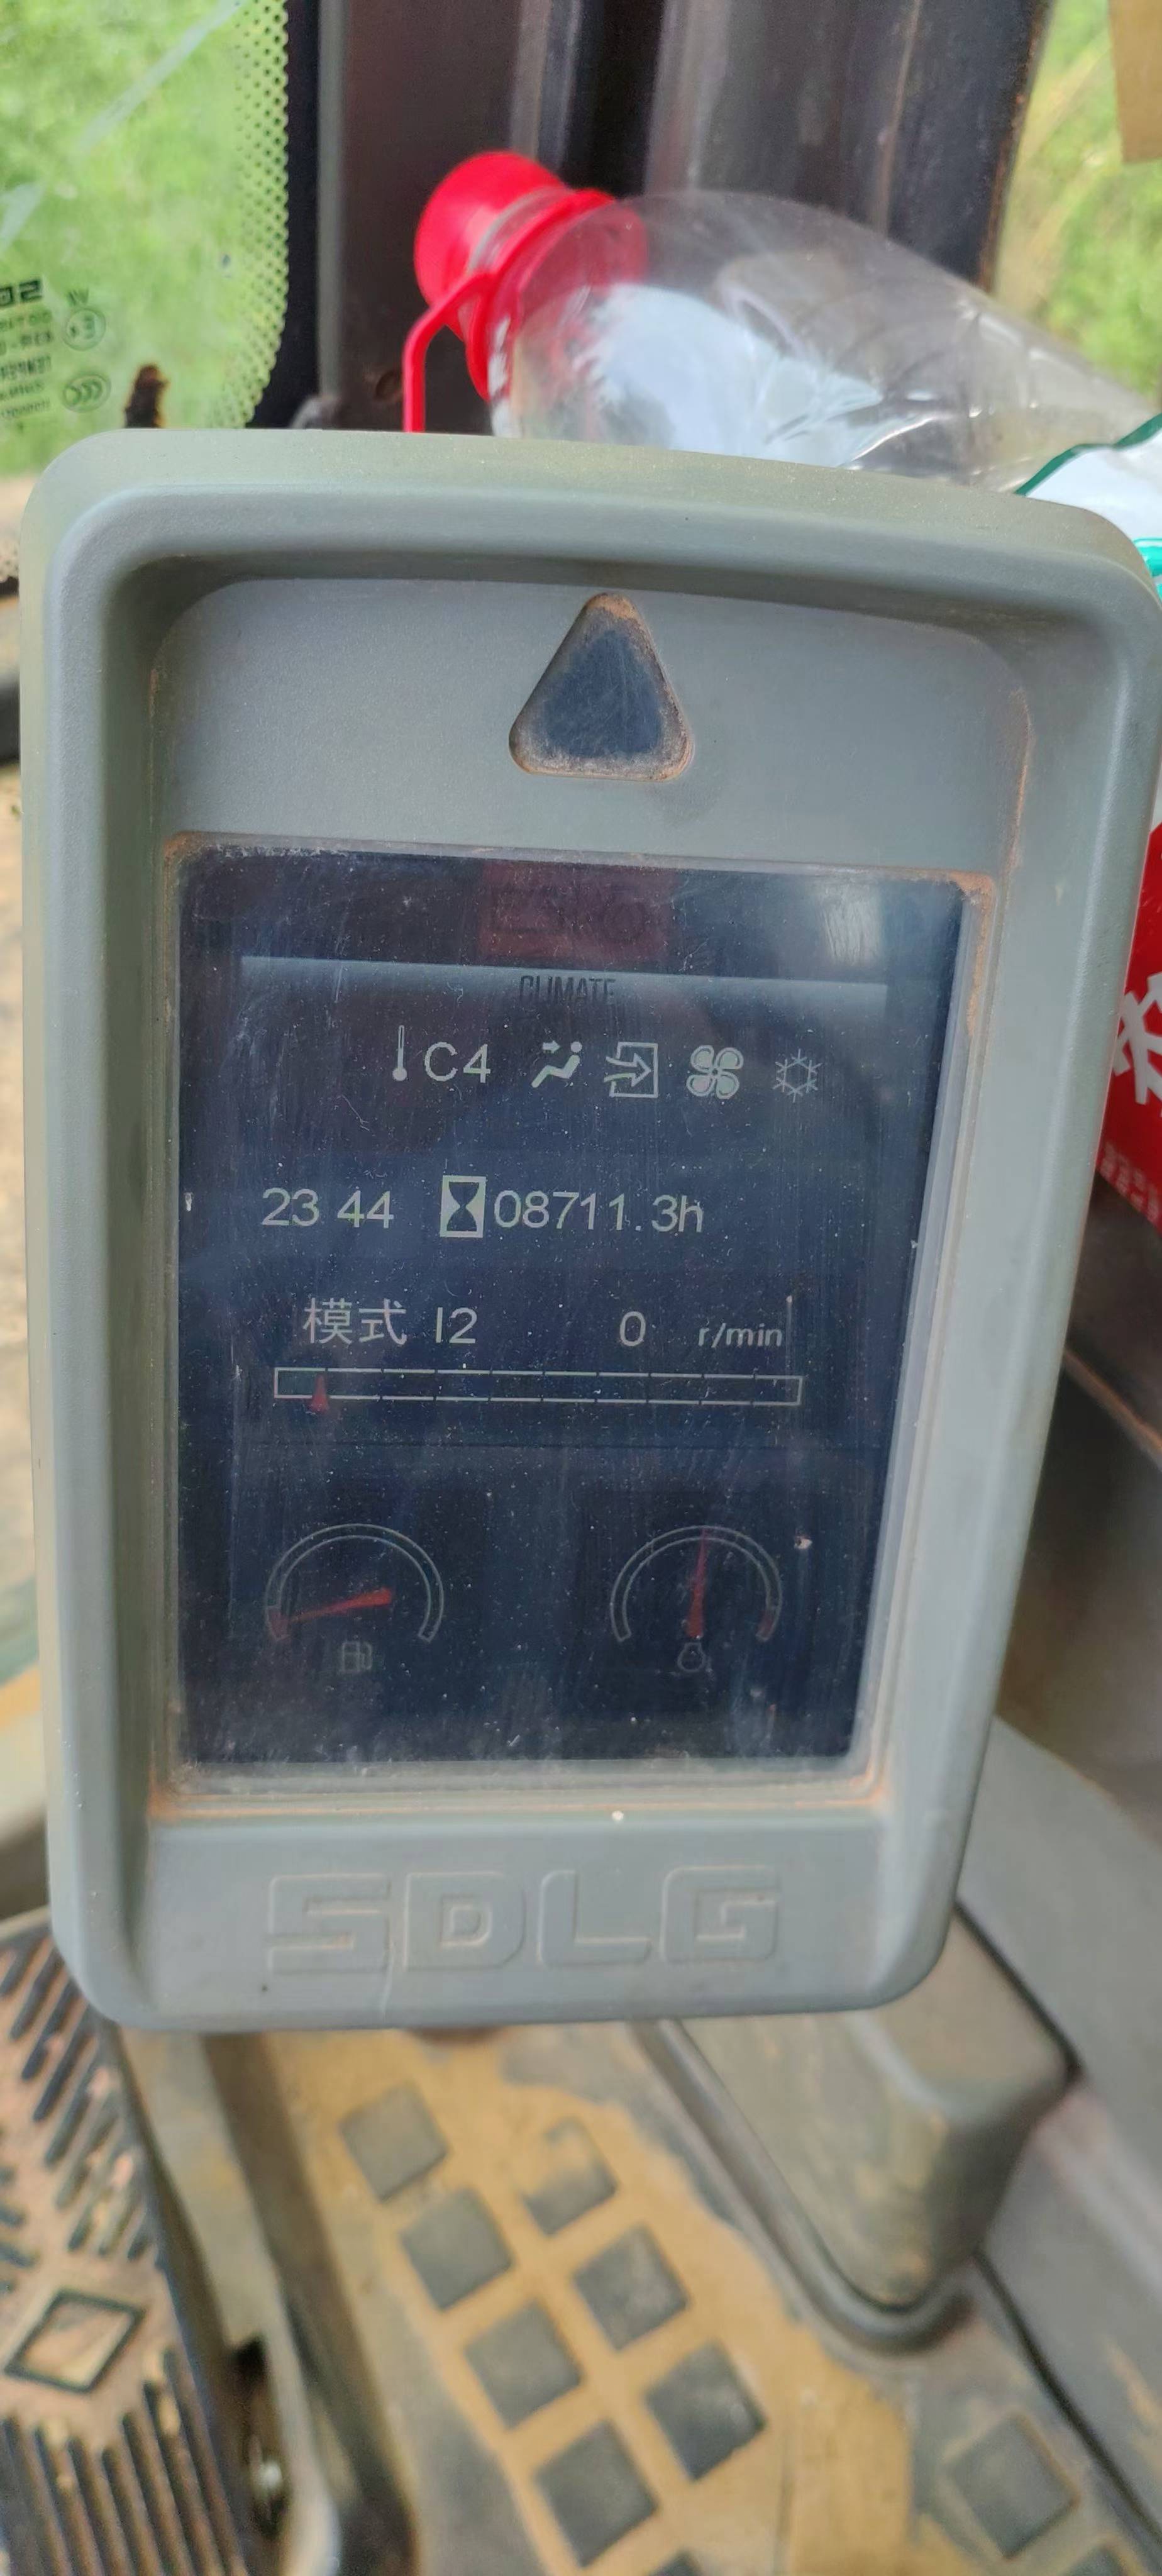 CLIMATE
C4
23 44 08711.3h
模式 I2 0 r/min
SDLG